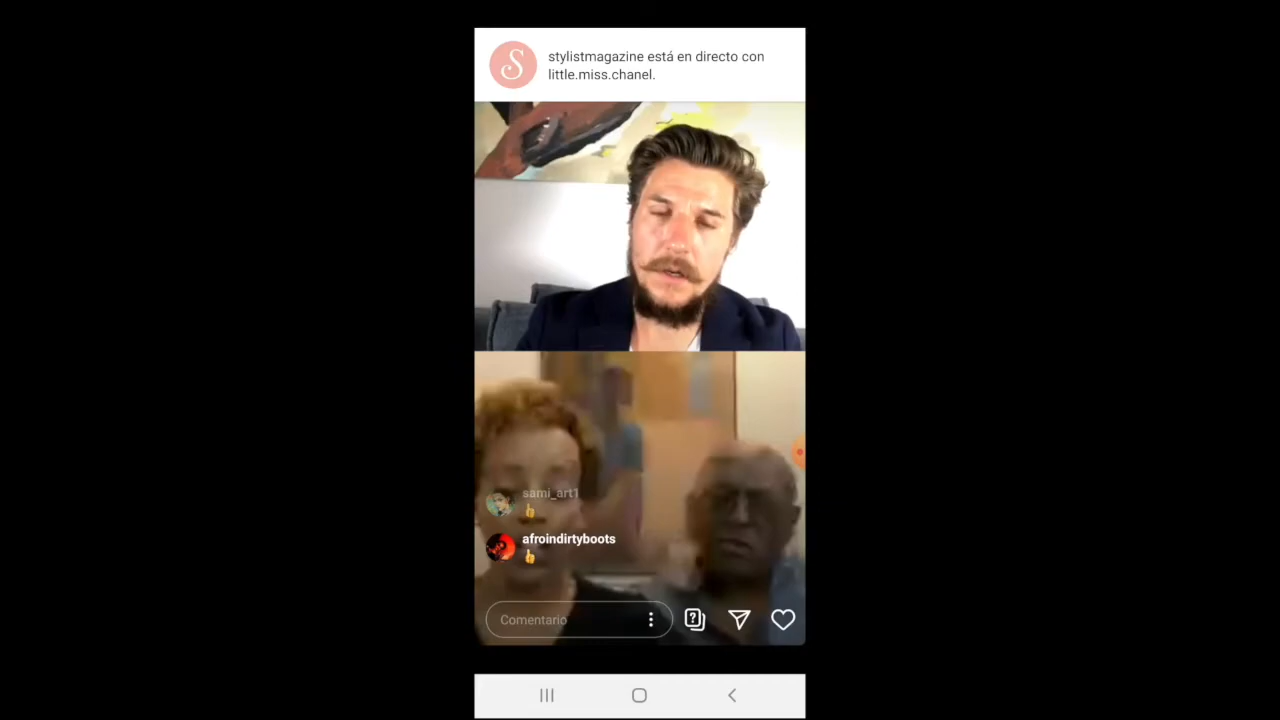 S
stylistmagazine está en directo con
little.miss.chanel.
sami_art1
afroindirtyboots
Comentario